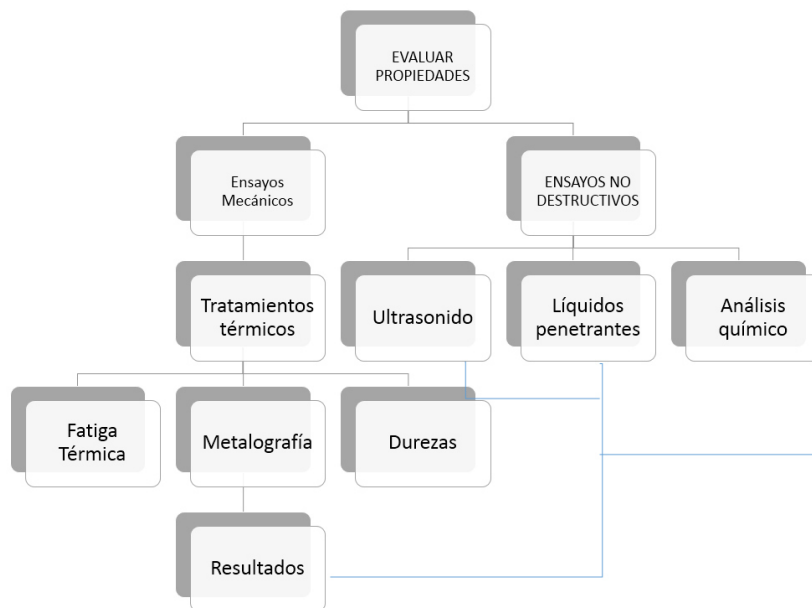 EVALUAR
PROPIEDADES
Ensayos
Mecánicos
ENSAYOS NO
DESTRUCTIVOS
Tratamientos
térmicos
Ultrasonido
Líquidos
penetrantes
Análisis
químico
Fatiga
Térmica
Metalografía
Durezas
Resultados